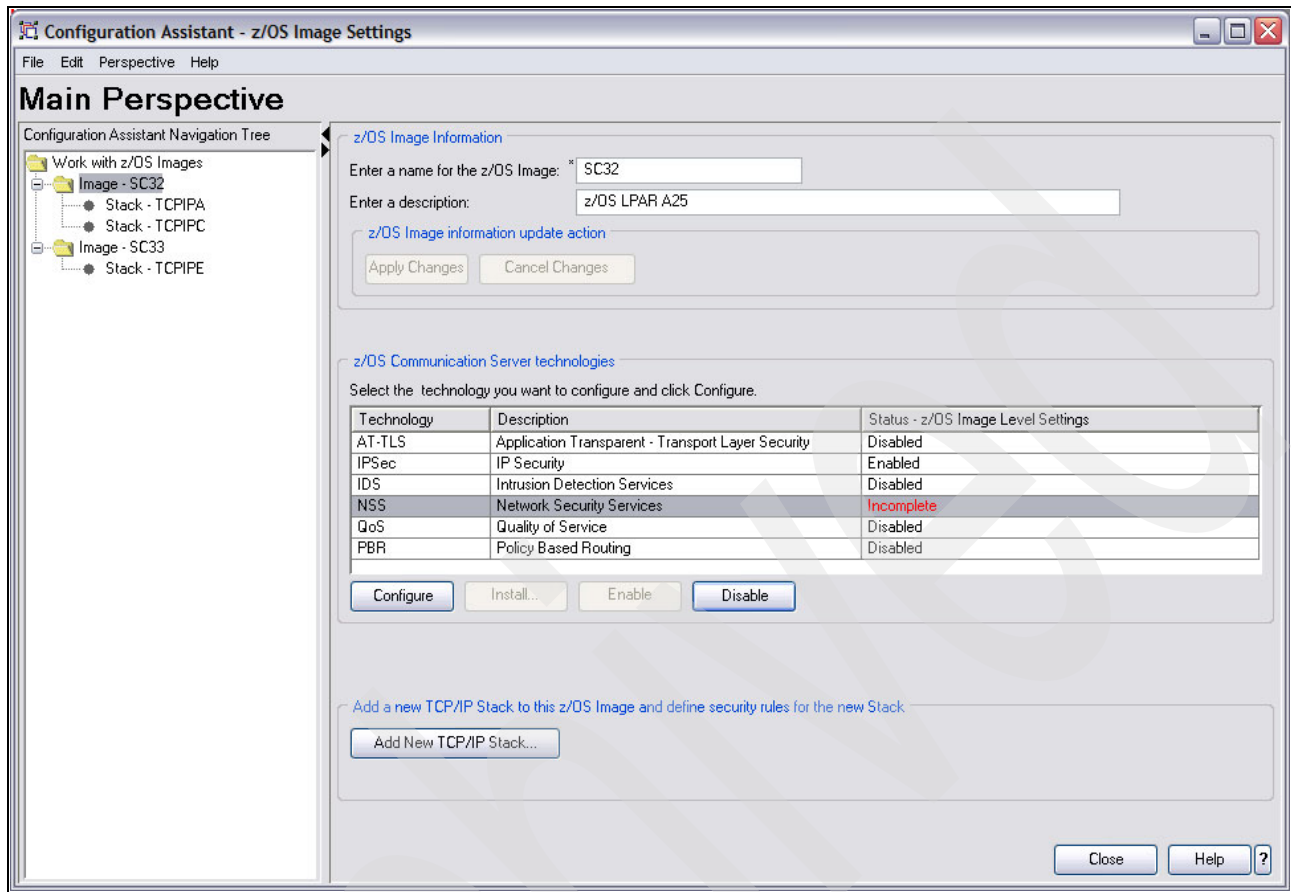 Configuration Assistant - z/OS Image Settings
File Edit Perspective Help
Main Perspective
Configuration Assistant Navigation Tree
Work with z/OS Images
Image - SC32
Stack - TCPIPA
Stack - TCPIPC
Image - SC33
Stack - TCPIPE
z/OS Image Information
Enter a name for the z/OS Image: * SC32
Enter a description: z/OS LPAR A25
z/OS Image information update action
Apply Changes Cancel Changes
z/OS Communication Server technologies
Select the technology you want to configure and click Configure.
Technology Description Status - z/OS Image Level Settings
AT-TLS Application Transparent - Transport Layer Security Disabled
IPSec IP Security Enabled
IDS Intrusion Detection Services Disabled
NSS Network Security Services Incomplete
QoS Quality of Service Disabled
PBR Policy Based Routing Disabled
Configure Install... Enable Disable
Add a new TCP/IP Stack to this z/OS Image and define security rules for the new Stack
Add New TCP/IP Stack...
Close Help ?